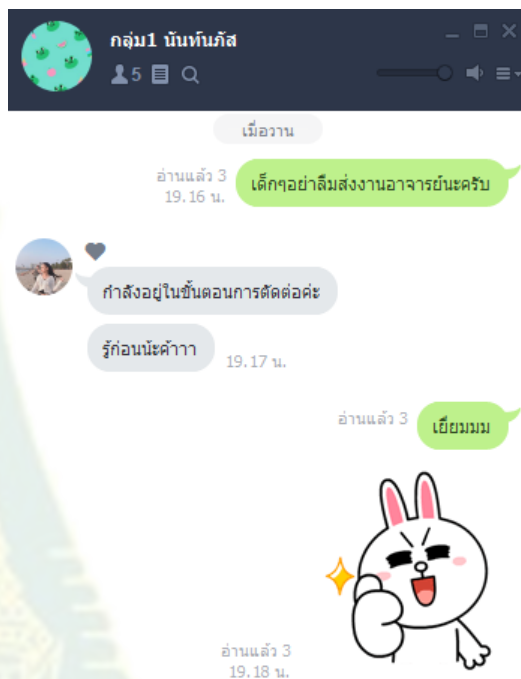 กลุ่ม1 นันท์นภัส
5
เมื่อวาน
อ่านแล้ว 3
19.16 น.
เด็กๆอย่าลืมส่งงานอาจารย์นะครับ
กำลังอยู่ในขั้นตอนการตัดต่อค่ะ
รู้ก่อนน้ะค้าาา
19.17 น.
อ่านแล้ว 3
เยี่ยมมม
อ่านแล้ว 3
19.18 น.